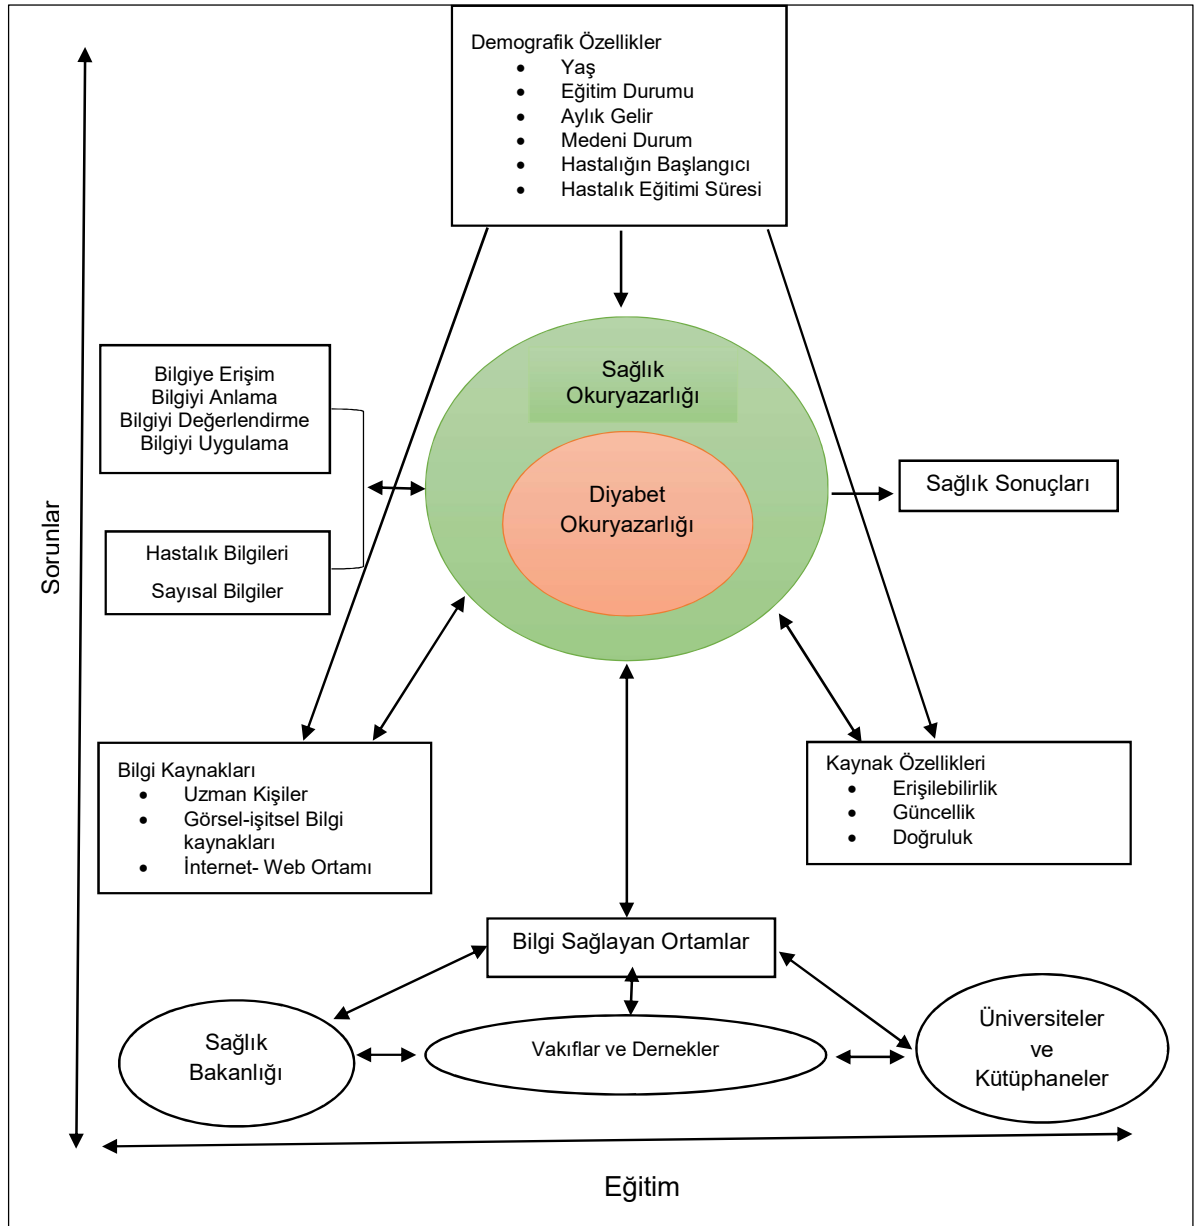 Demografik Özellikler
• Yaş
• Eğitim Durumu
• Aylık Gelir
• Medeni Durum
• Hastalığın Başlangıcı
• Hastalık Eğitimi Süresi
Sağlık
Okuryazarlığı
Diyabet
Okuryazarlığı
Bilgiye Erişim
Bilgiyi Anlama
Bilgiyi Değerlendirme
Bilgiyi Uygulama
Hastalık Bilgileri
Sayısal Bilgiler
Sağlık Sonuçları
Sorunlar
Bilgi Kaynakları
• Uzman Kişiler
• Görsel-işitsel Bilgi
kaynakları
• İnternet- Web Ortamı
Kaynak Özellikleri
• Erişilebilirlik
• Güncellik
• Doğruluk
Bilgi Sağlayan Ortamlar
Sağlık
Bakanlığı
Vakıflar ve Dernekler
Üniversiteler
ve
Kütüphaneler
Eğitim